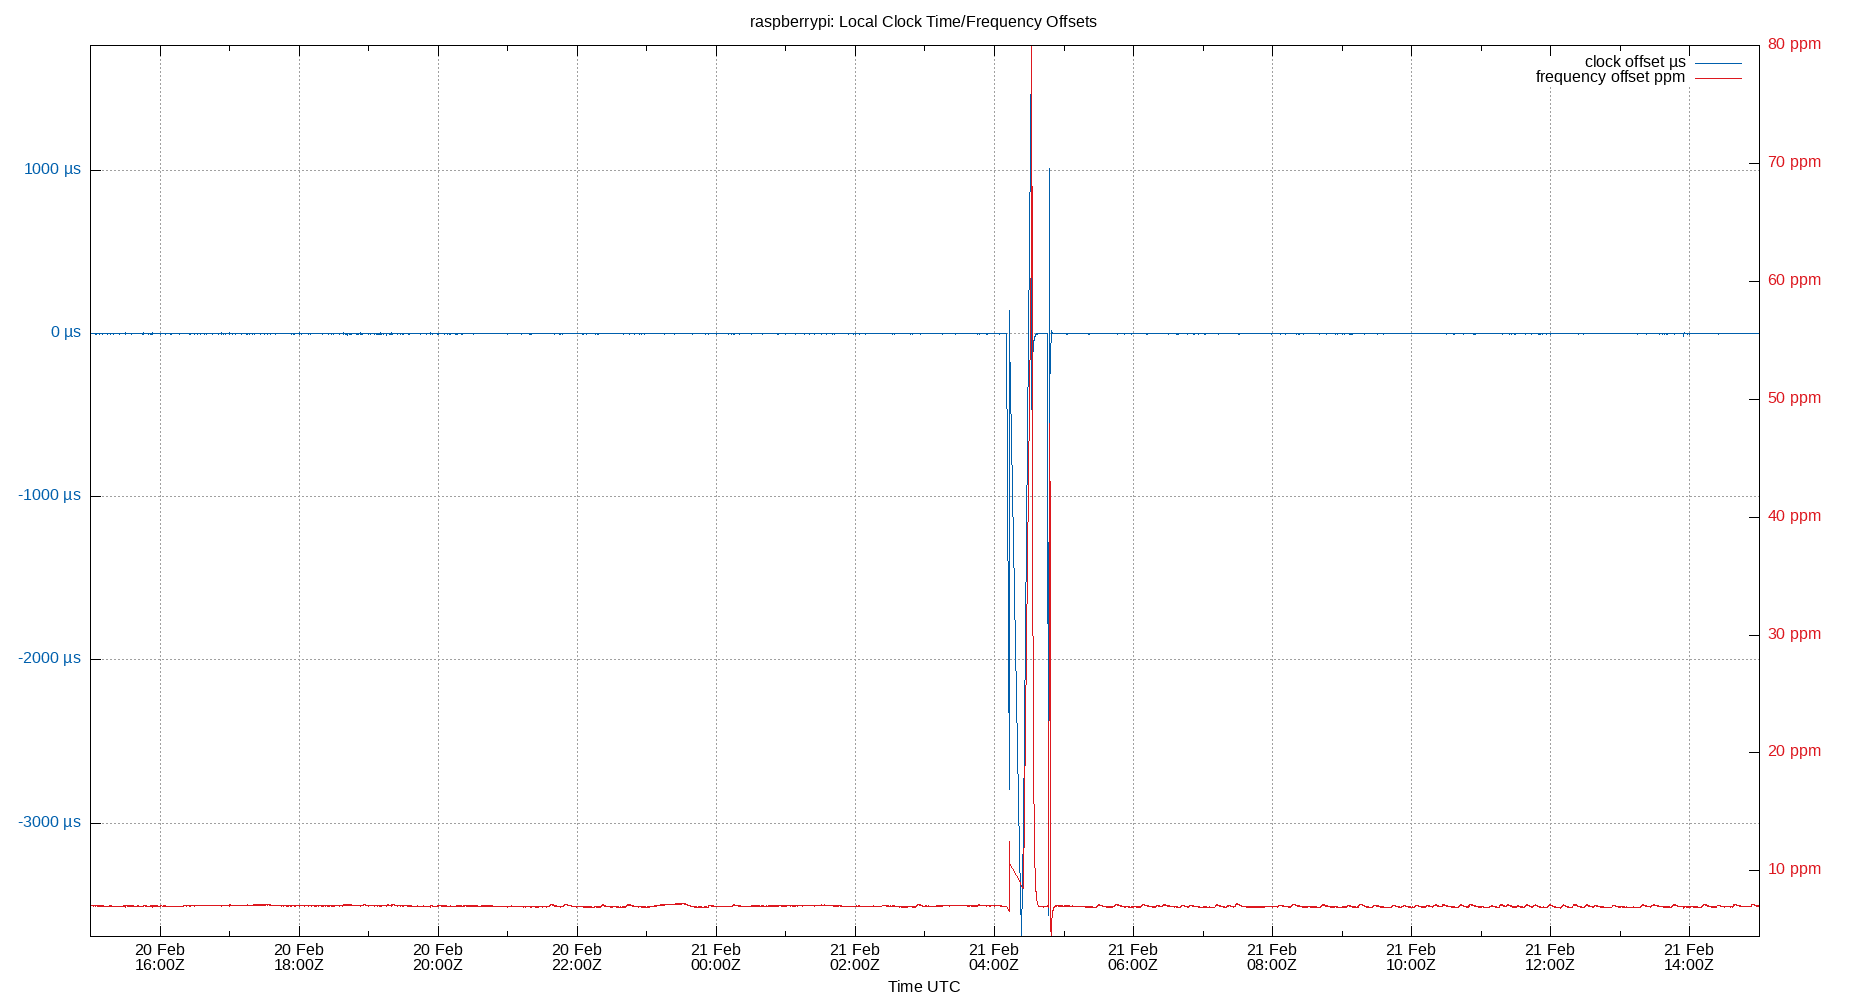 raspberrypi: Local Clock Time/Frequency Offsets
clock offset µs
frequency offset ppm
1000 µs
0 µs
-1000 µs
-2000 µs
-3000 µs
80 ppm
70 ppm
60 ppm
50 ppm
40 ppm
30 ppm
20 ppm
10 ppm
20 Feb 20 Feb 20 Feb 20 Feb 21 Feb 21 Feb 21 Feb 21 Feb 21 Feb 21 Feb 21 Feb 21 Feb
16:00Z 18:00Z 20:00Z 22:00Z 00:00Z 02:00Z 04:00Z 06:00Z 08:00Z 10:00Z 12:00Z 14:00Z
Time UTC